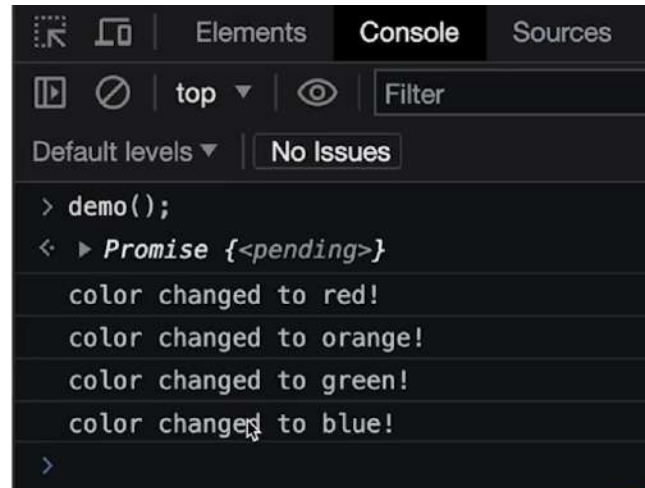 Elements Console Sources
top Filter
Default levels No Issues
> demo();
Promise {<pending>}
color changed to red!
color changed to orange!
color changed to green!
color changed to blue!
>